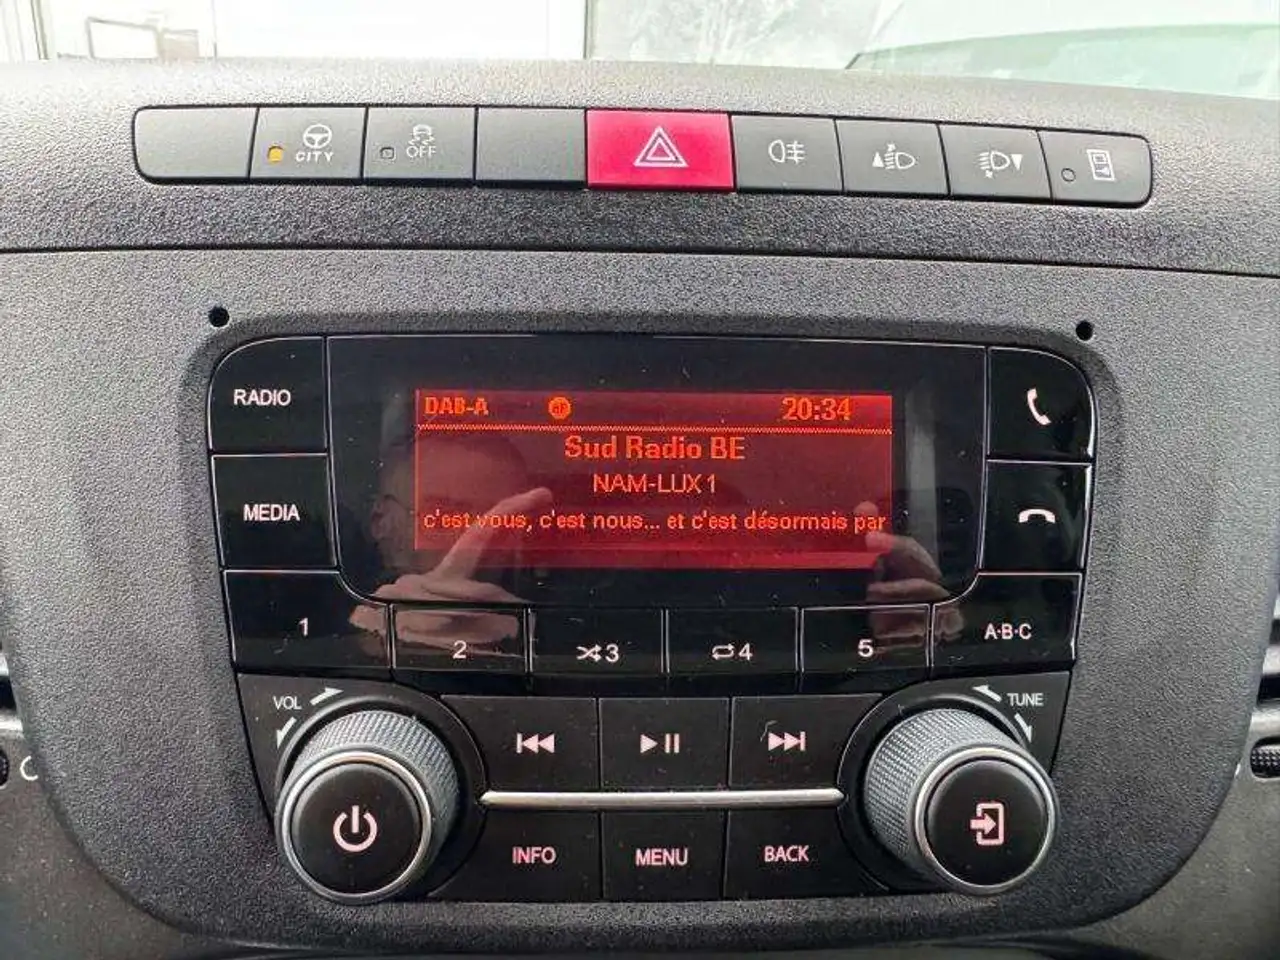 CITY
OFF
RADIO
MEDIA
DAB-A
20:34
Sud Radio BE
NAM-LUX 1
c'est vous, c'est nous... et c'est désormais par
1
2
3
4
5
A·B·C
VOL
TUNE
INFO
MENU
BACK